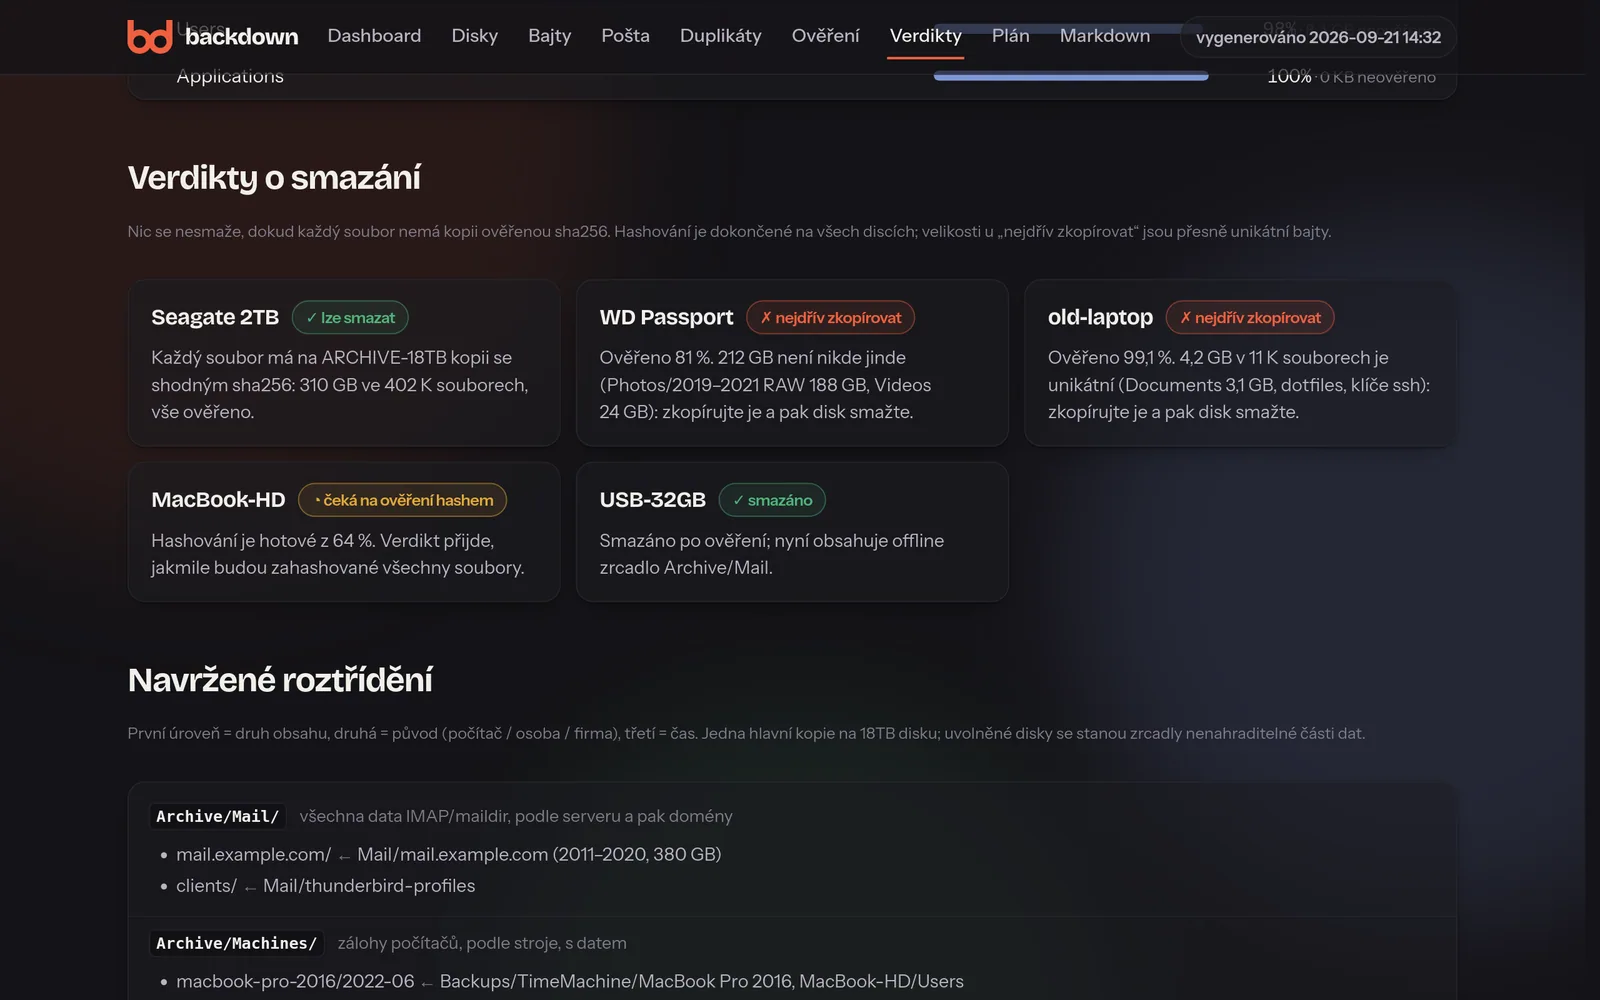 bd backdown Dashboard Disky Bajty Pošta Duplikáty Ověření Verdikty Plán Markdown vygenerováno 2026-09-21 14:32
Users 98%
Applications 100% · 0 KB neověřeno
Verdikty o smazání
Nic se nesmaže, dokud každý soubor nemá kopii ověřenou sha256. Hashování je dokončené na všech discích; velikosti u „nejdřív zkopírovat“ jsou přesně unikátní bajty.
Seagate 2TB ✓ lze smazat
Každý soubor má na ARCHIVE-18TB kopii se
shodným sha256: 310 GB ve 402 K souborech,
vše ověřeno.
WD Passport ✗ nejdřív zkopírovat
Ověřeno 81 %. 212 GB není nikde jinde
(Photos/2019–2021 RAW 188 GB, Videos
24 GB): zkopírujte je a pak disk smažte.
old-laptop ✗ nejdřív zkopírovat
Ověřeno 99,1 %. 4,2 GB v 11 K souborech je
unikátní (Documents 3,1 GB, dotfiles, klíče ssh):
zkopírujte je a pak disk smažte.
MacBook-HD · čeká na ověření hashem
Hashování je hotové z 64 %. Verdikt přijde,
jakmile budou zahashované všechny soubory.
USB-32GB ✓ smazáno
Smazáno po ověření; nyní obsahuje offline
zrcadlo Archive/Mail.
Navržené roztřídění
První úroveň = druh obsahu, druhá = původ (počítač / osoba / firma), třetí = čas. Jedna hlavní kopie na 18TB disku; uvolněné disky se stanou zrcadly nenahraditelné části dat.
Archive/Mail/ všechna data IMAP/maildir, podle serveru a pak domény
• mail.example.com/ ← Mail/mail.example.com (2011–2020, 380 GB)
• clients/ ← Mail/thunderbird-profiles
Archive/Machines/ zálohy počítačů, podle stroje, s datem
• macbook-pro-2016/2022-06 ← Backups/TimeMachine/MacBook Pro 2016, MacBook-HD/Users